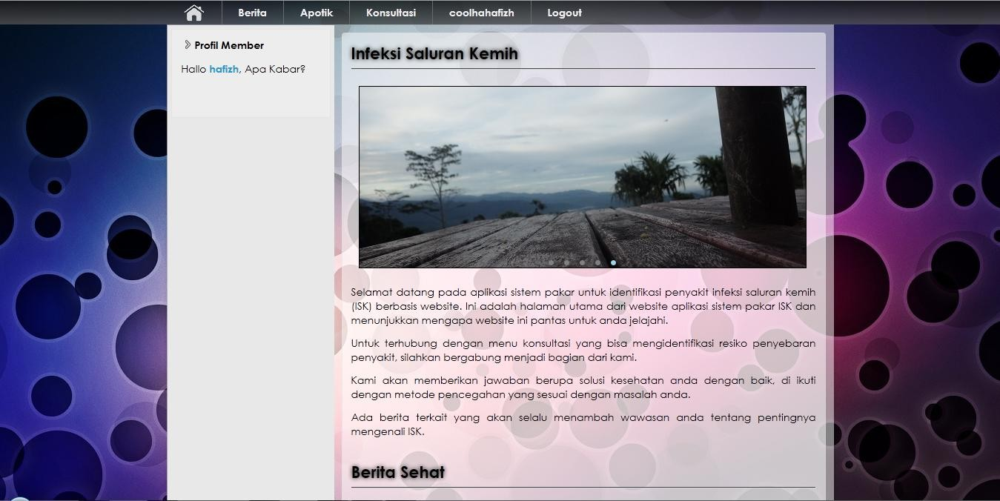 Berita Apotik Konsultasi coolhahafizh Logout
Profil Member
Hallo hafizh, Apa Kabar?
Infeksi Saluran Kemih
Selamat datang pada aplikasi sistem pakar untuk identifikasi penyakit infeksi saluran kemih
(ISK) berbasis website. Ini adalah halaman utama dari website aplikasi sistem pakar ISK dan
menunjukkan mengapa website ini pantas untuk anda jelajahi.
Untuk terhubung dengan menu konsultasi yang bisa mengidentifikasi resiko penyebaran
penyakit, silahkan bergabung menjadi bagian dari kami.
Kami akan memberikan jawaban berupa solusi kesehatan anda dengan baik, di ikuti
dengan metode pencegahan yang sesuai dengan masalah anda.
Ada berita terkait yang akan selalu menambah wawasan anda tentang pentingnya
mengenali ISK.
Berita Sehat